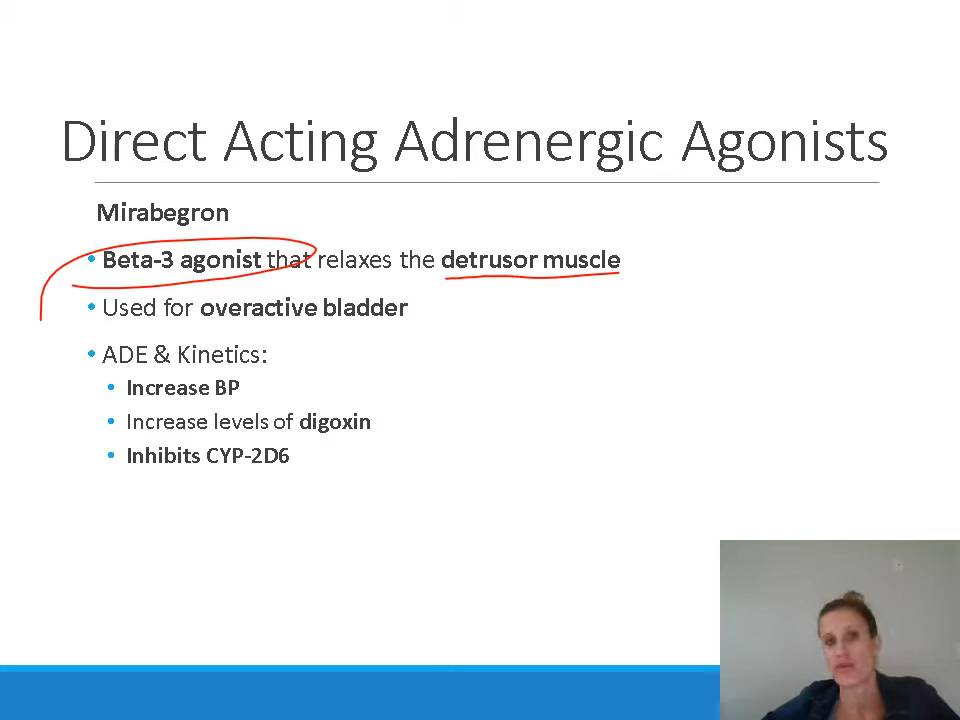 Direct Acting Adrenergic Agonists
Mirabegron
• Beta-3 agonist that relaxes the detrusor muscle
• Used for overactive bladder
• ADE & Kinetics:
• Increase BP
• Increase levels of digoxin
• Inhibits CYP-2D6